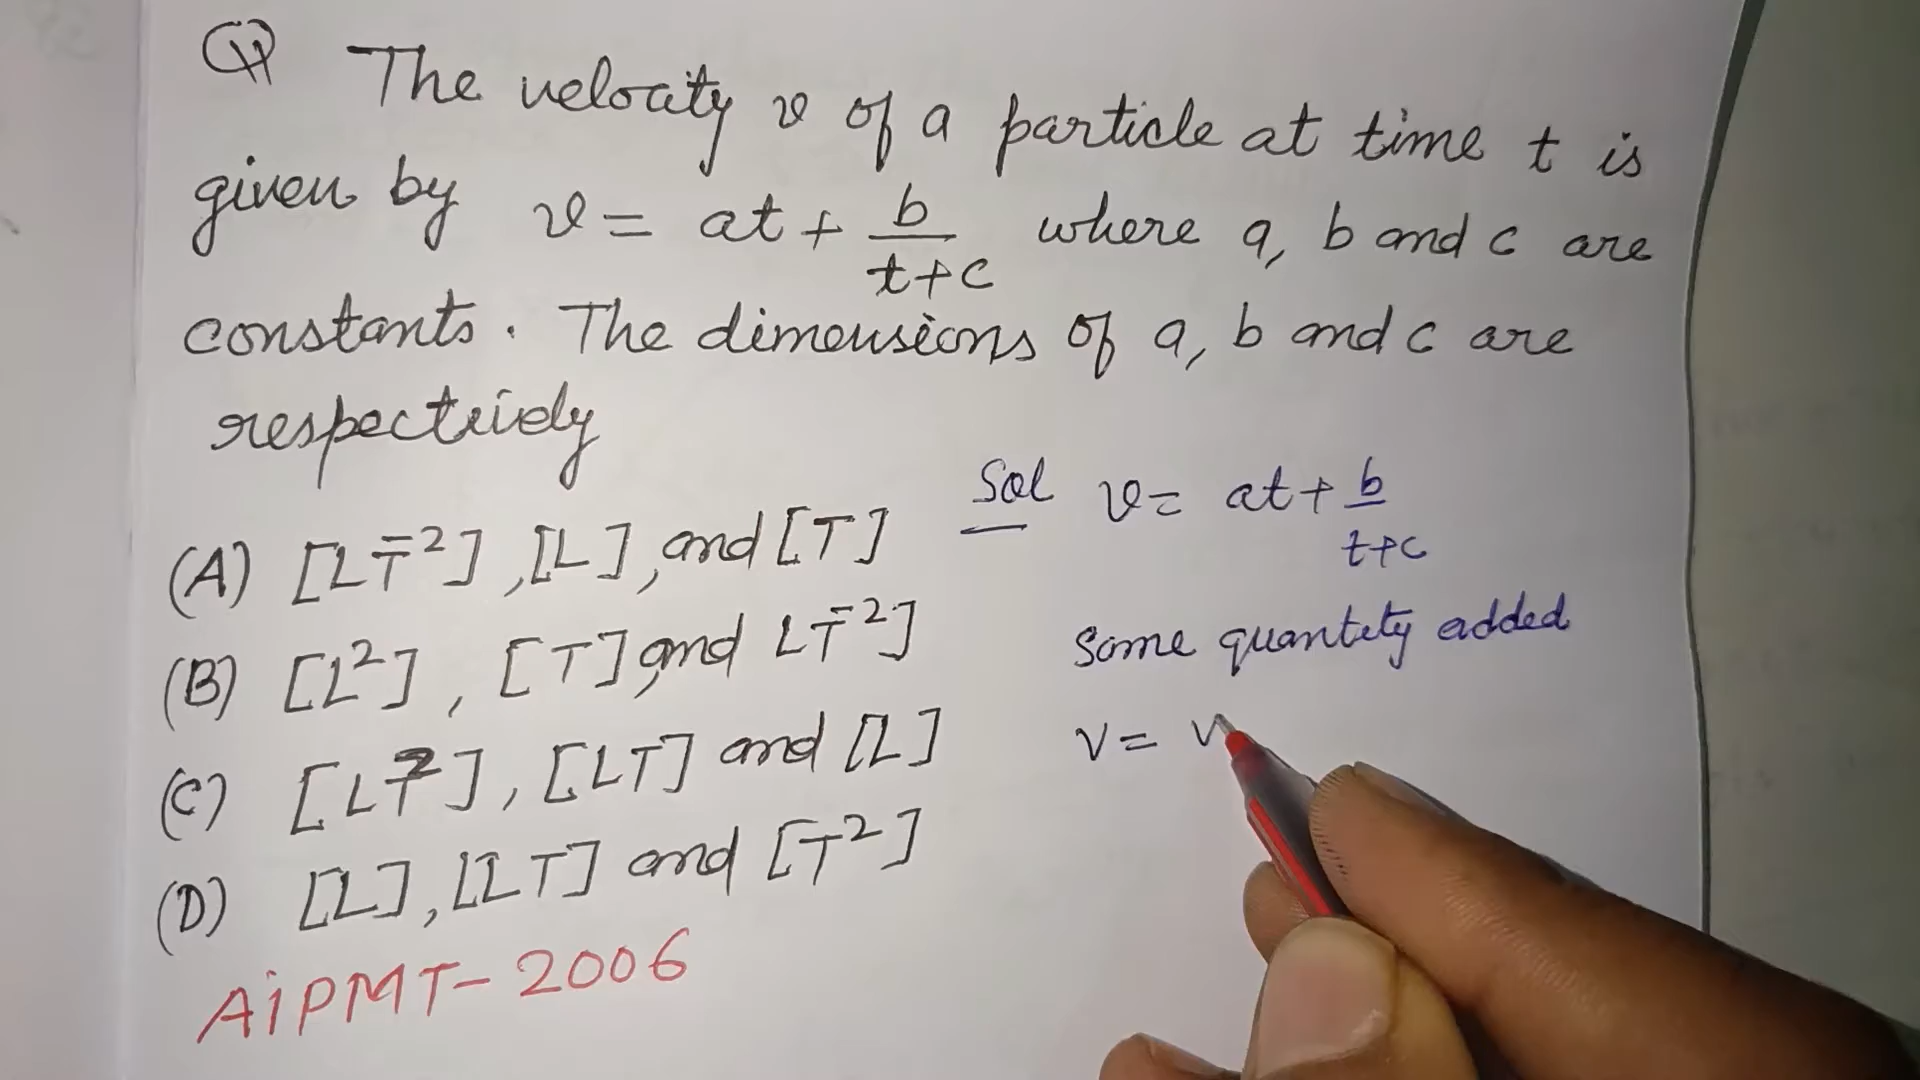 Q The velocity v of a particle at time t is
given by v = at + b/(t+c) where a, b and c are
constants. The dimensions of a, b and c are
respectively
(A) [LT⁻²], [L], and [T]
(B) [L²], [T], and LT⁻²]
(C) [LT²], [LT] and [L]
(D) [L], [LT] and [T²]
AiPMT-2006
Sol v = at + b/(t+c)
Same quantity added
v = v